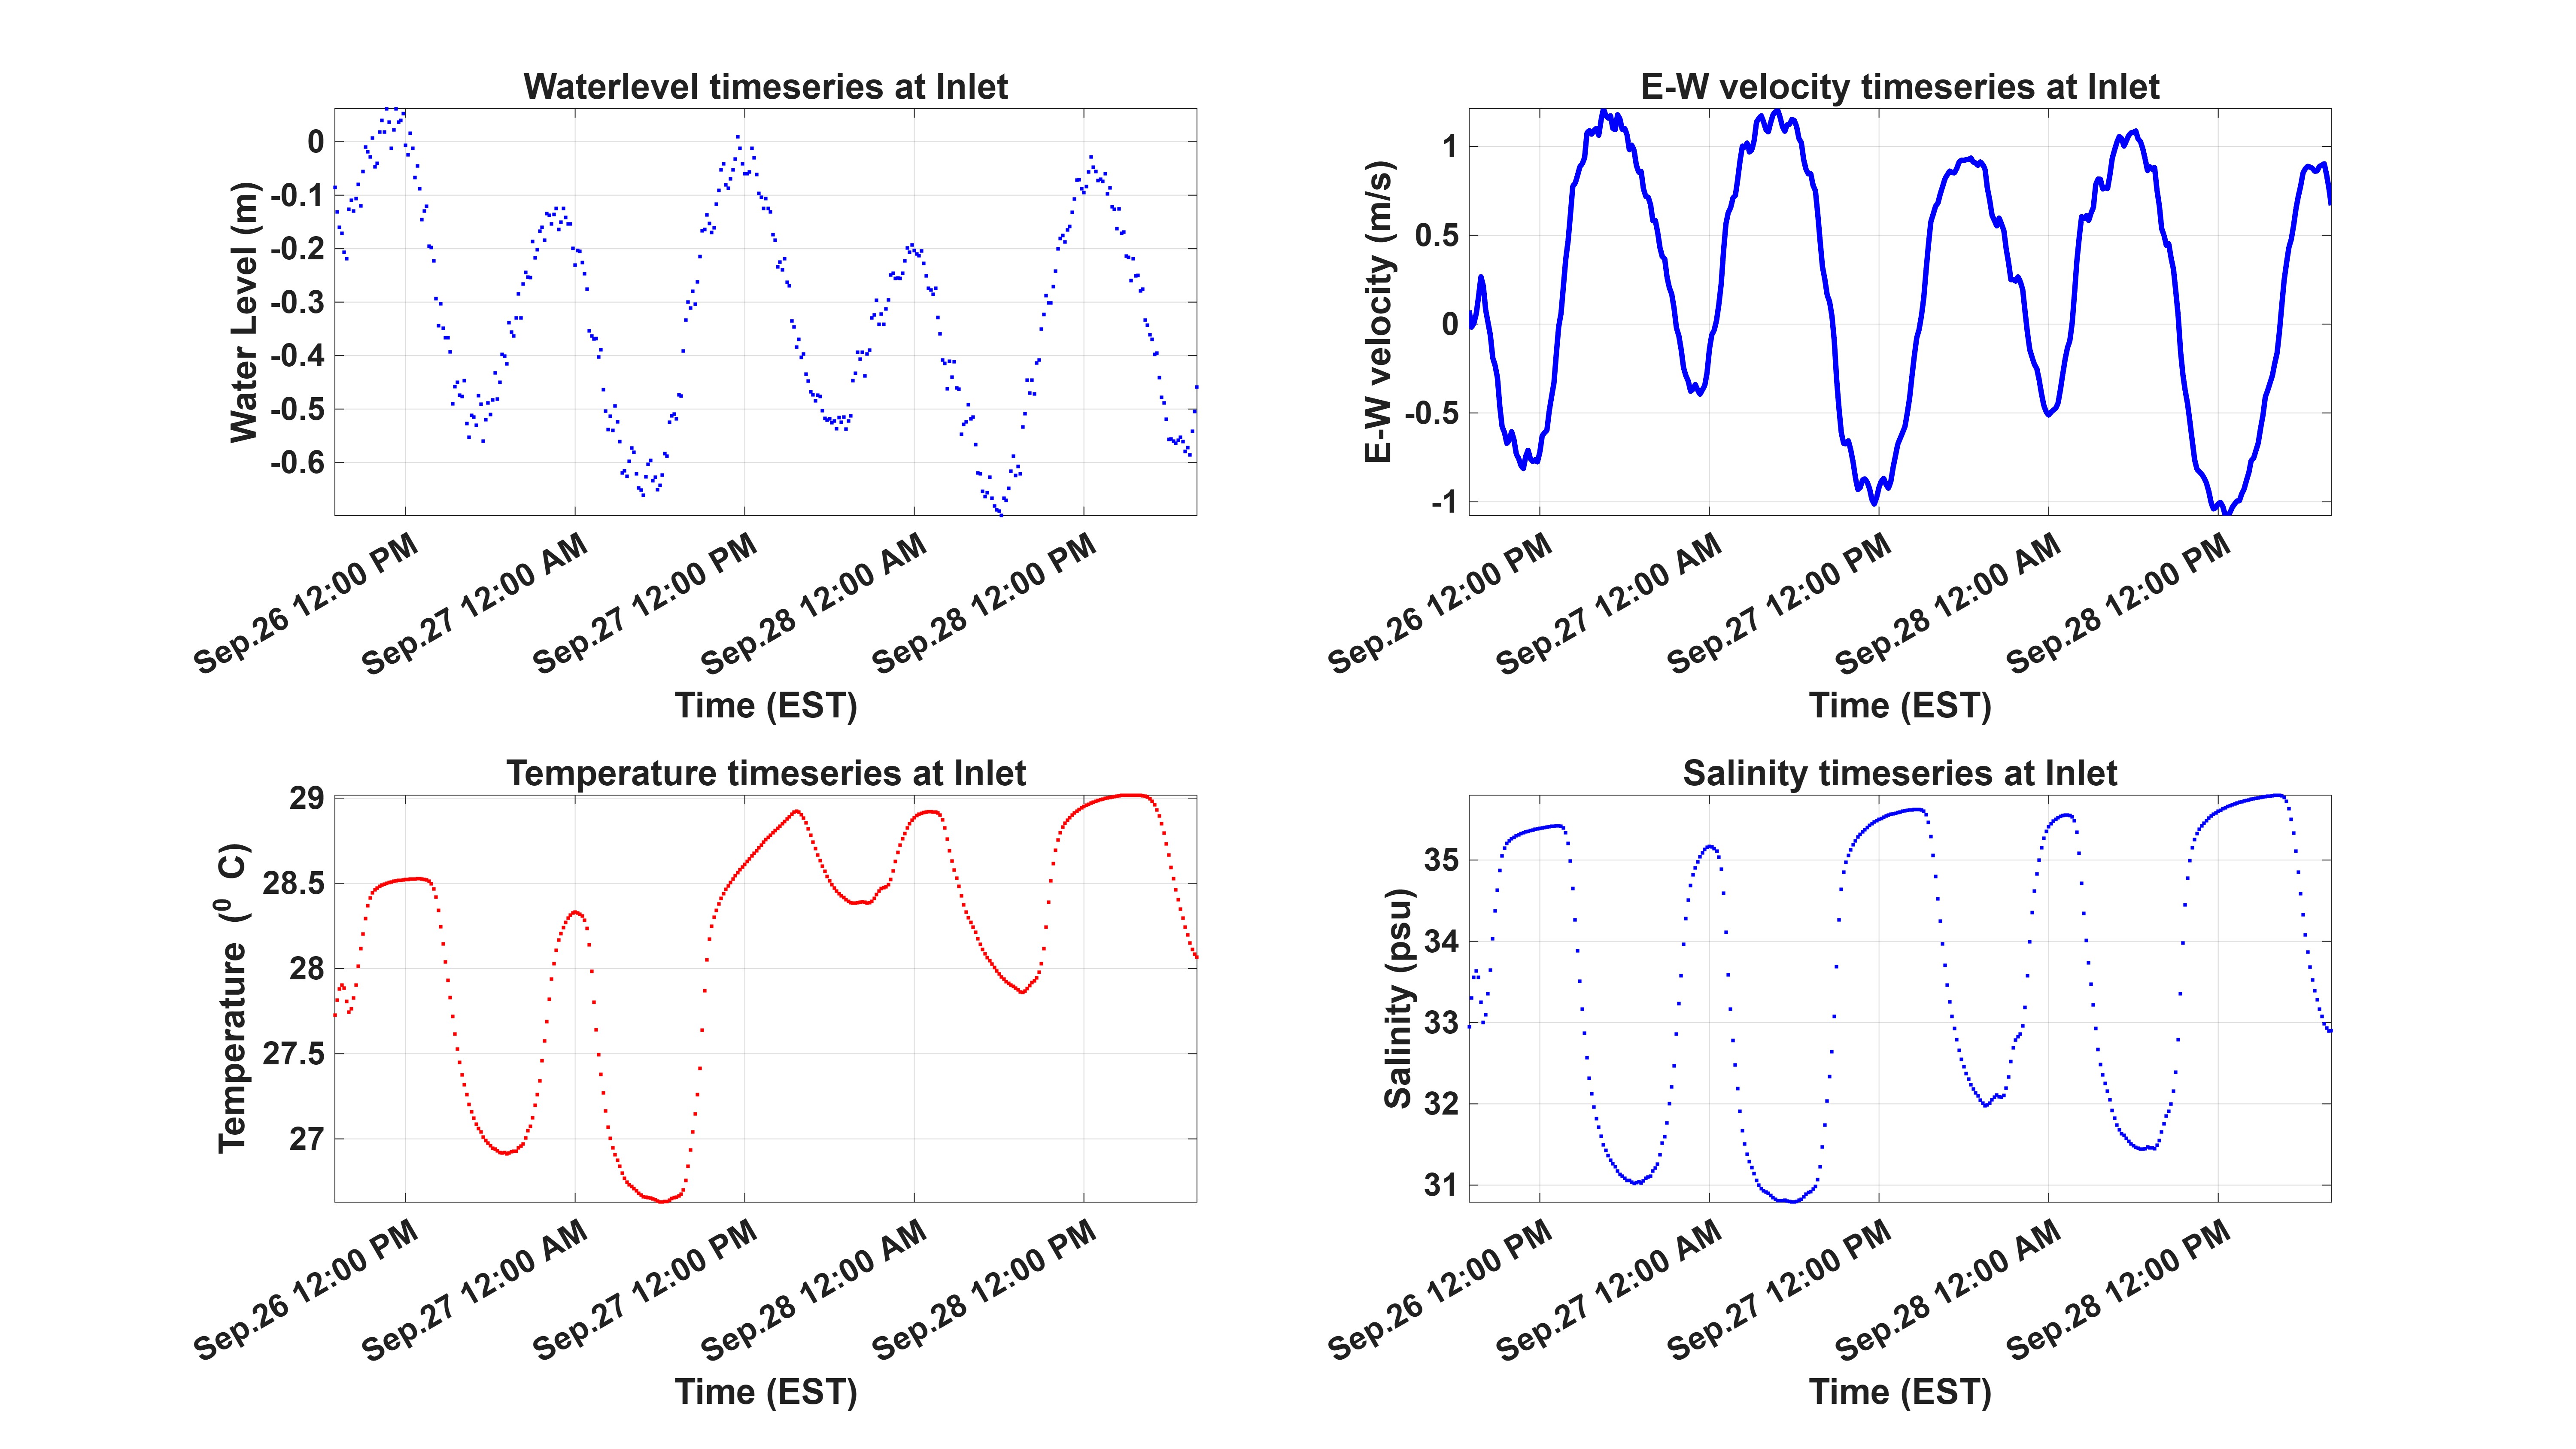 Waterlevel timeseries at Inlet
Water Level (m)
0
-0.1
-0.2
-0.3
-0.4
-0.5
-0.6
Sep.26 12:00 PM
Sep.27 12:00 AM
Sep.27 12:00 PM
Sep.28 12:00 AM
Sep.28 12:00 PM
Time (EST)
E-W velocity timeseries at Inlet
E-W velocity (m/s)
1
0.5
0
-0.5
-1
Sep.26 12:00 PM
Sep.27 12:00 AM
Sep.27 12:00 PM
Sep.28 12:00 AM
Sep.28 12:00 PM
Time (EST)
Temperature timeseries at Inlet
Temperature (⁰ C)
29
28.5
28
27.5
27
Sep.26 12:00 PM
Sep.27 12:00 AM
Sep.27 12:00 PM
Sep.28 12:00 AM
Sep.28 12:00 PM
Time (EST)
Salinity timeseries at Inlet
Salinity (psu)
35
34
33
32
31
Sep.26 12:00 PM
Sep.27 12:00 AM
Sep.27 12:00 PM
Sep.28 12:00 AM
Sep.28 12:00 PM
Time (EST)